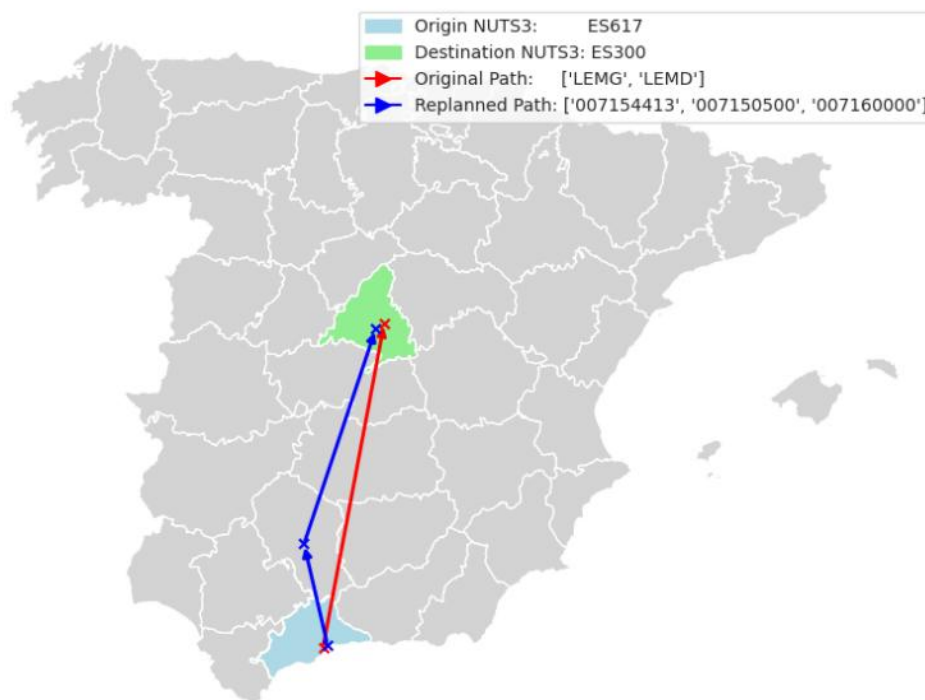 Origin NUTS3: ES617
Destination NUTS3: ES300
Original Path: ['LEMG', 'LEMD']
Replanned Path: ['007154413', '007150500', '007160000']